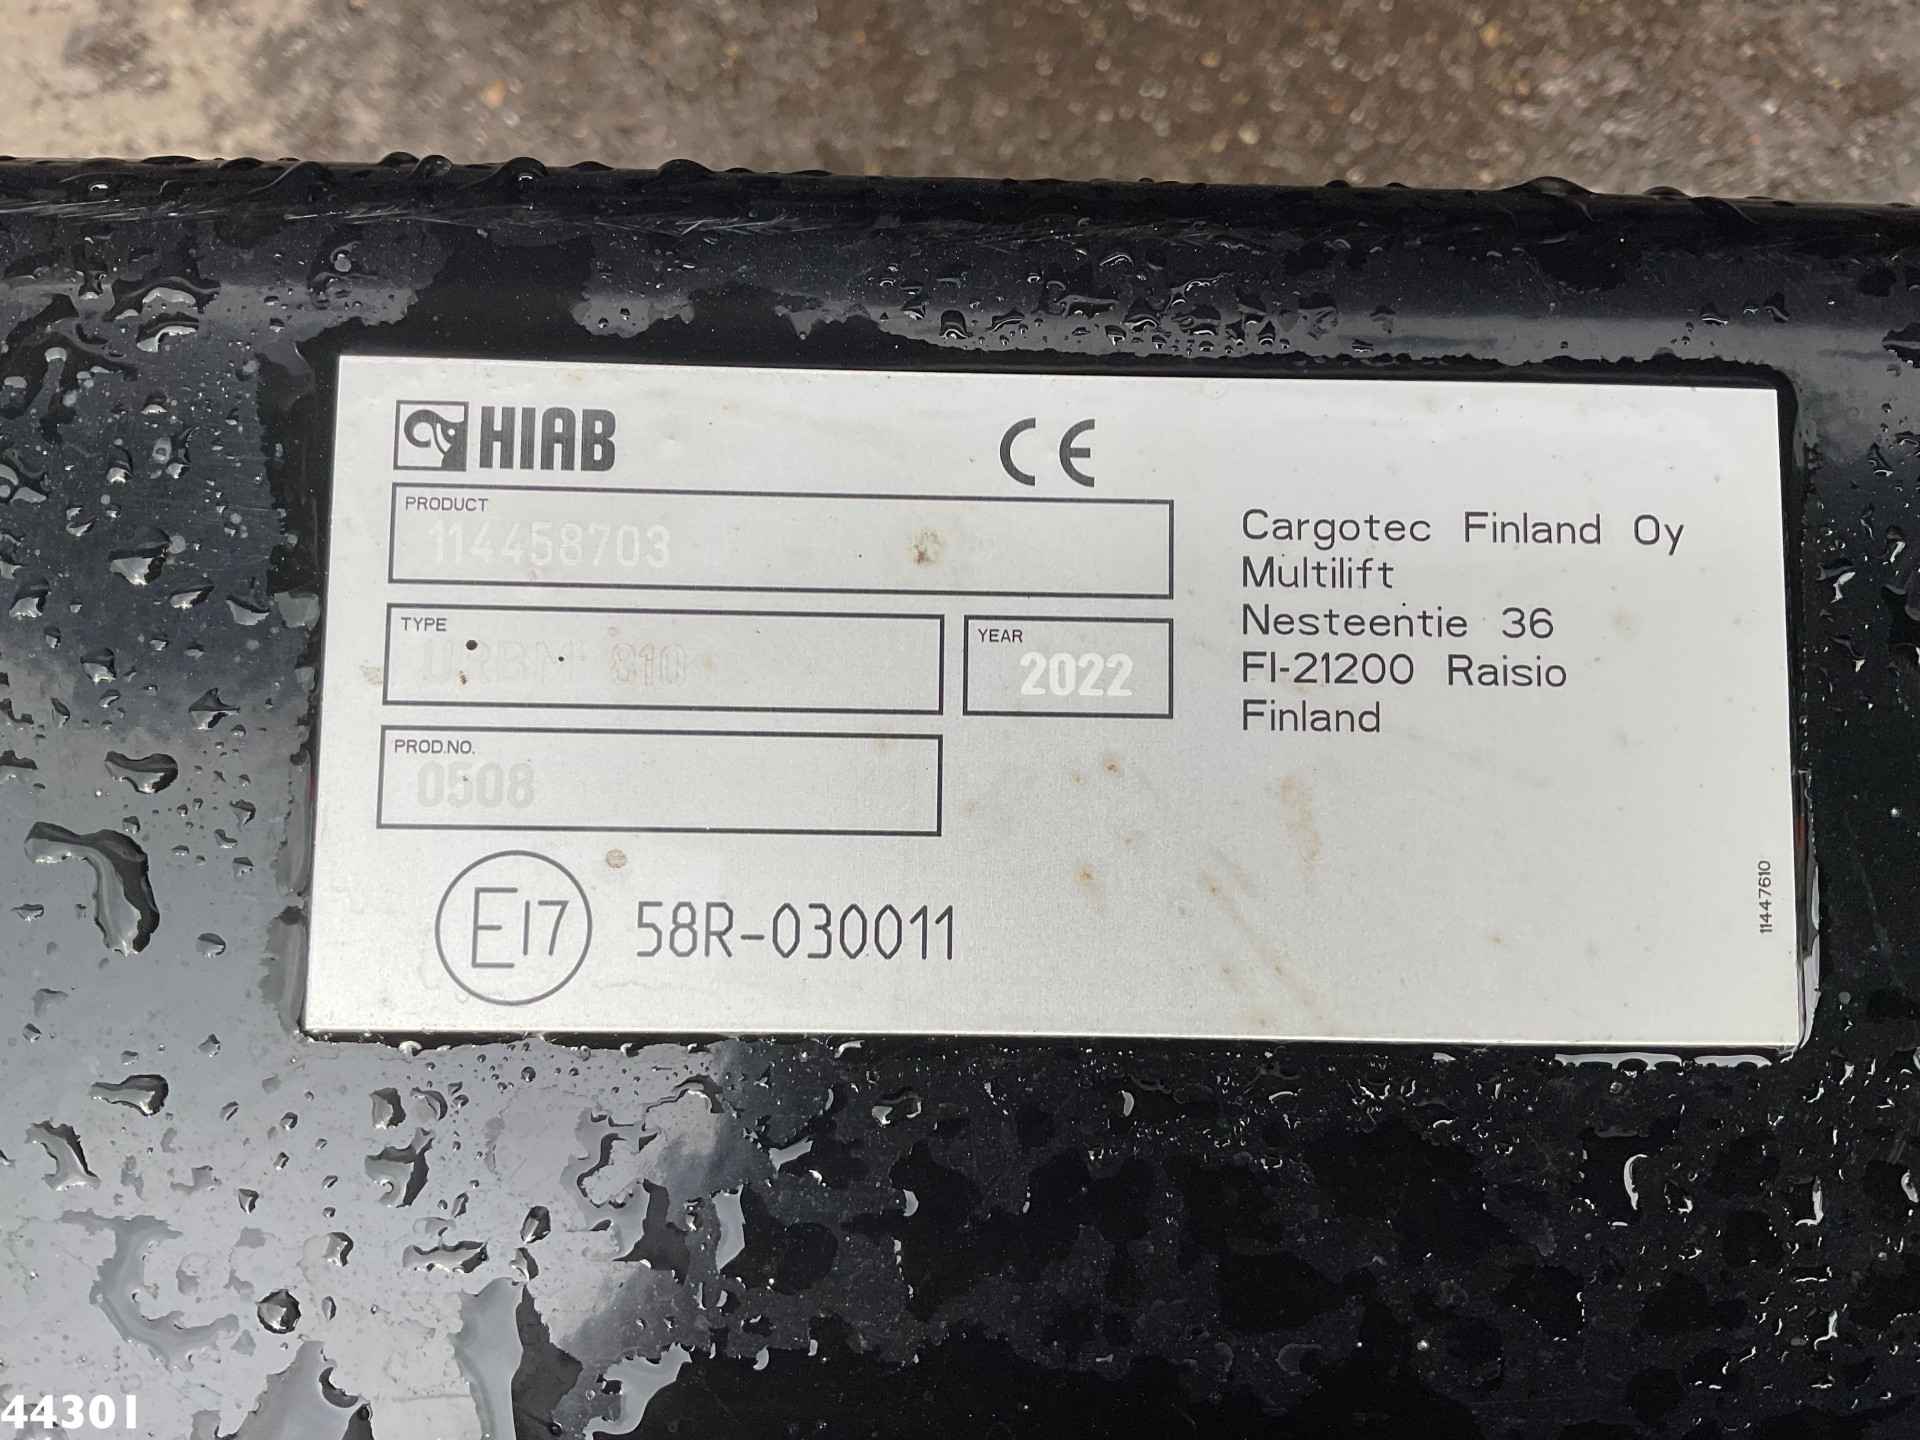 HIAB
CE
PRODUCT
114458703
TYPE
810
YEAR
2022
PROD.NO.
0508
E17 58R-030011
Cargotec Finland Oy
Multilift
Nesteentie 36
FI-21200 Raisio
Finland
11447610
44301